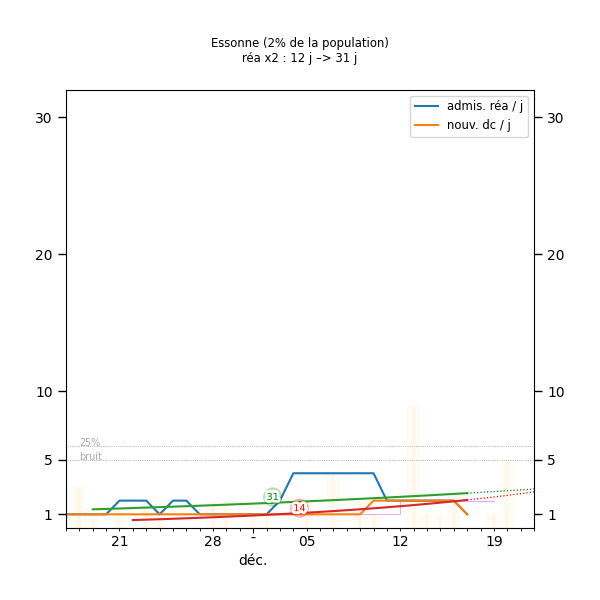 Essonne (2% de la population)
réa x2 : 12 j –> 31 j
admis. réa / j
nouv. dc / j
30 30
20 20
10 10
25%
bruit
5 5
31
14
1 1
21 28 - 05 12 19
déc.